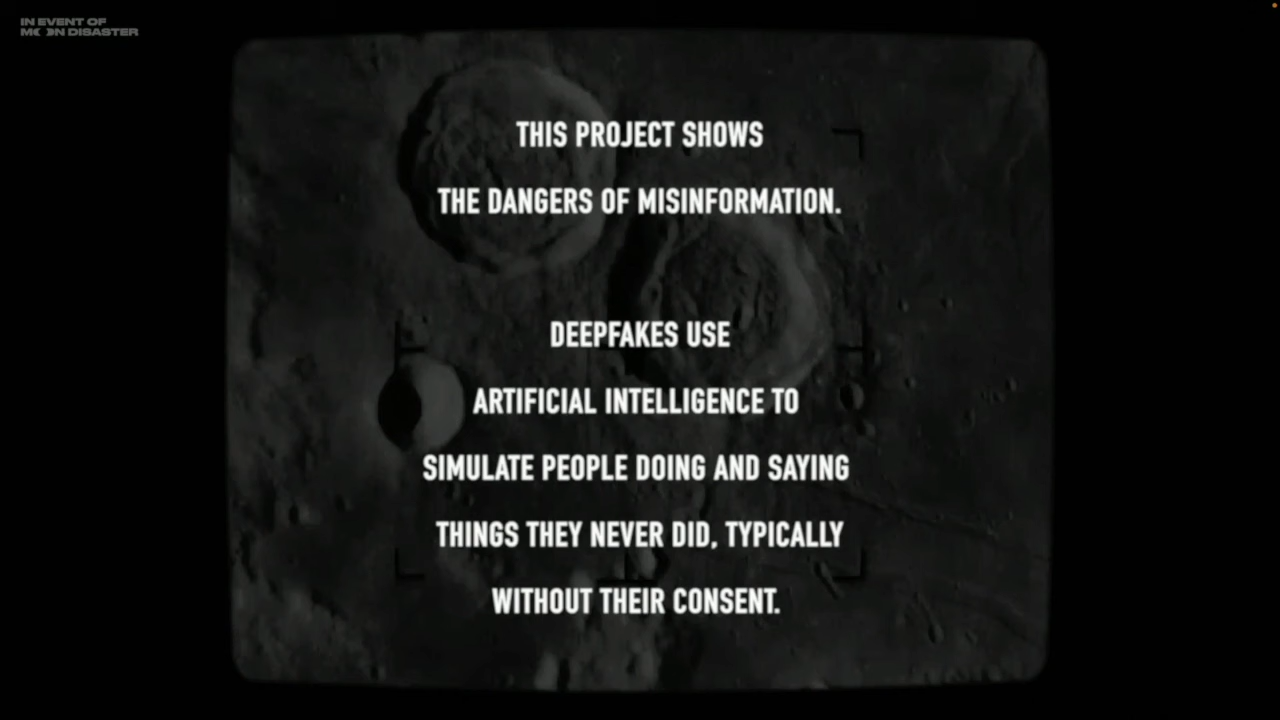 IN EVENT OF
MOON DISASTER
THIS PROJECT SHOWS
THE DANGERS OF MISINFORMATION.
DEEPFAKES USE
ARTIFICIAL INTELLIGENCE TO
SIMULATE PEOPLE DOING AND SAYING
THINGS THEY NEVER DID, TYPICALLY
WITHOUT THEIR CONSENT.